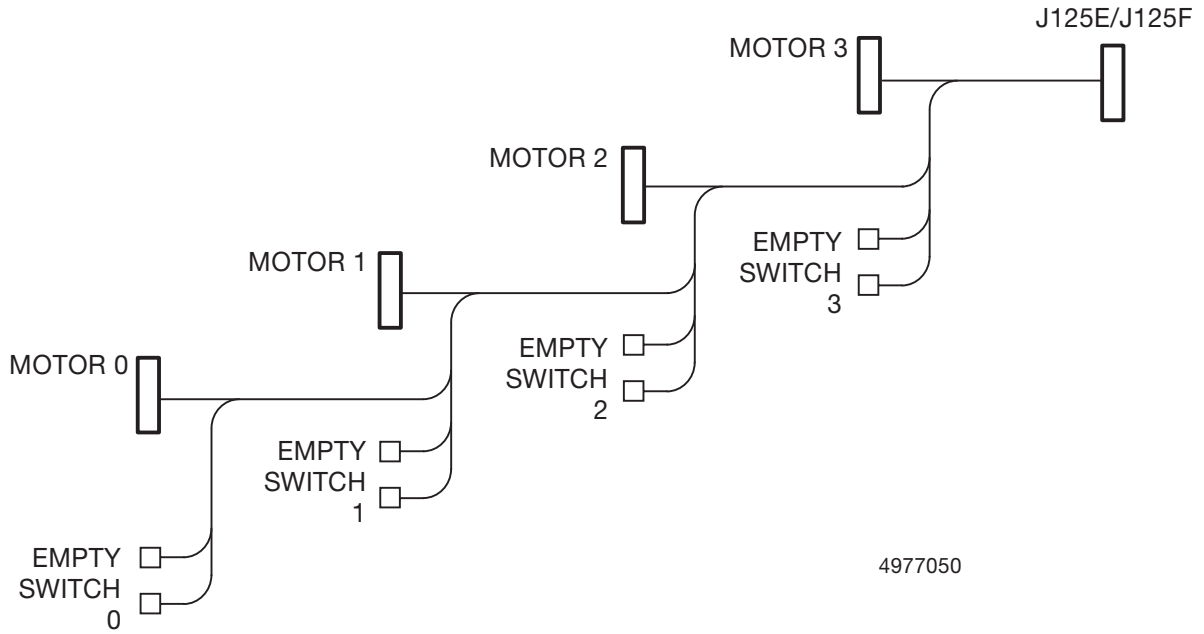 J125E/J125F
MOTOR 3
MOTOR 2
EMPTY
SWITCH
3
MOTOR 1
EMPTY
SWITCH
2
MOTOR 0
EMPTY
SWITCH
1
EMPTY
SWITCH
0
4977050